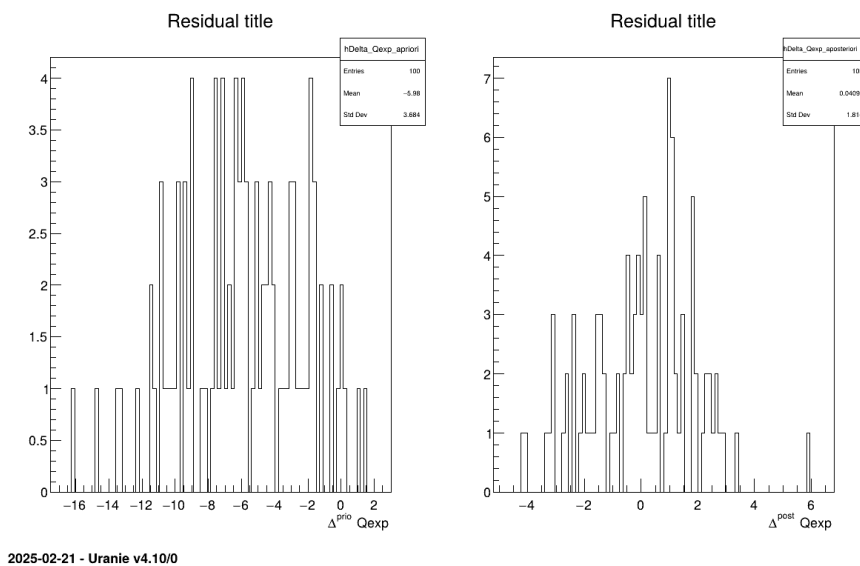 Residual title
hDelta_Qexp_apriori
Entries 100
Mean −5.98
Std Dev 3.684
4
3.5
3
2.5
2
1.5
1
0.5
0
−16 −14 −12 −10 −8 −6 −4 −2 0 2
Δprio Qexp
Residual title
hDelta_Qexp_aposteriori
Entries 10
Mean 0.0409
Std Dev 1.81
7
6
5
4
3
2
1
0
−4 −2 0 2 4 6
Δpost Qexp
2025-02-21 - Uranie v4.10/0